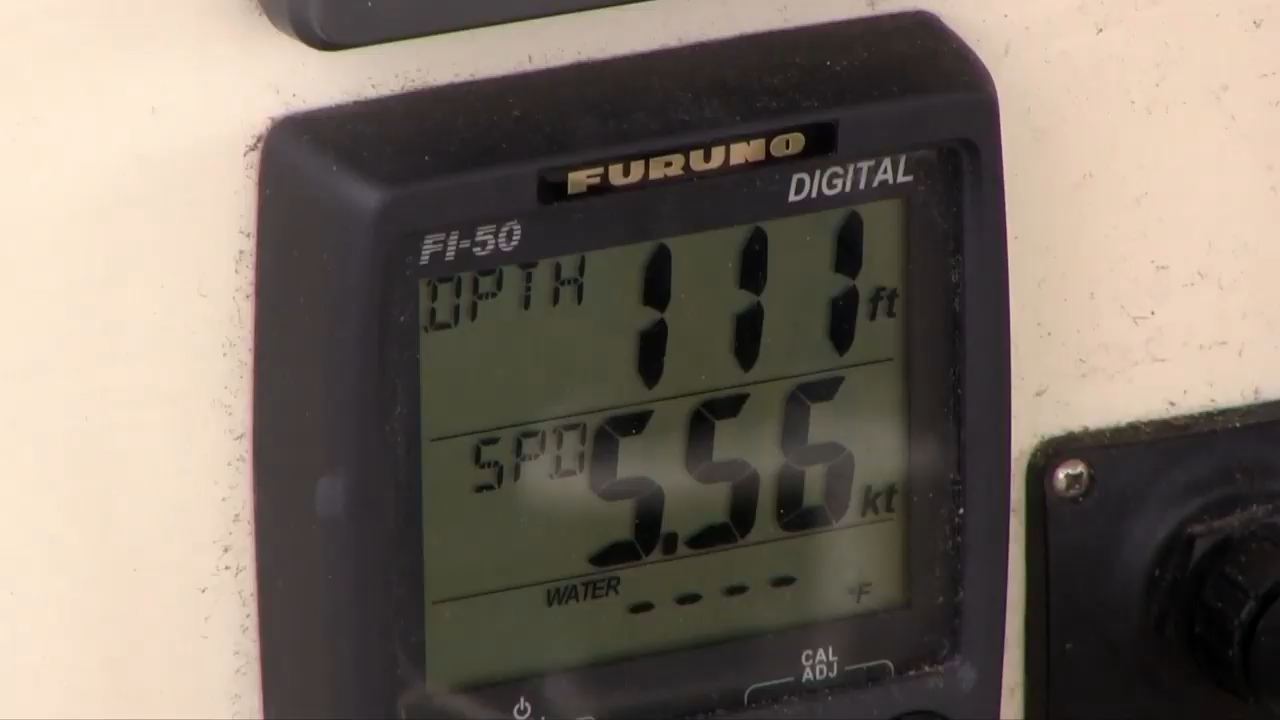 FURUNO
DIGITAL
FI-50
DPTH 111 ft
SPD 5.56 kt
WATER ---- °F
CAL
ADJ